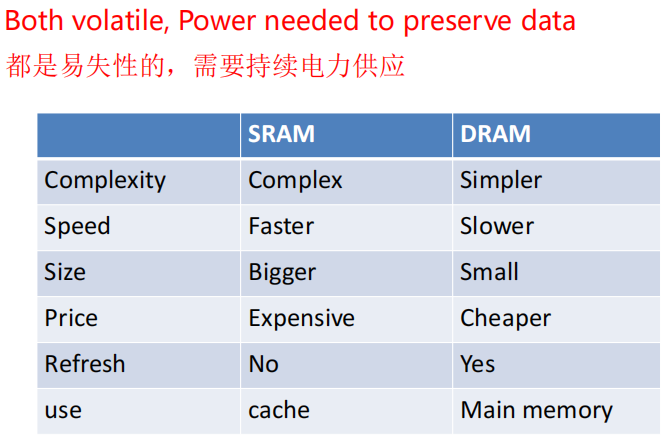 Both volatile, Power needed to preserve data
都是易失性的，需要持续电力供应
SRAM DRAM
Complexity Complex Simpler
Speed Faster Slower
Size Bigger Small
Price Expensive Cheaper
Refresh No Yes
use cache Main memory